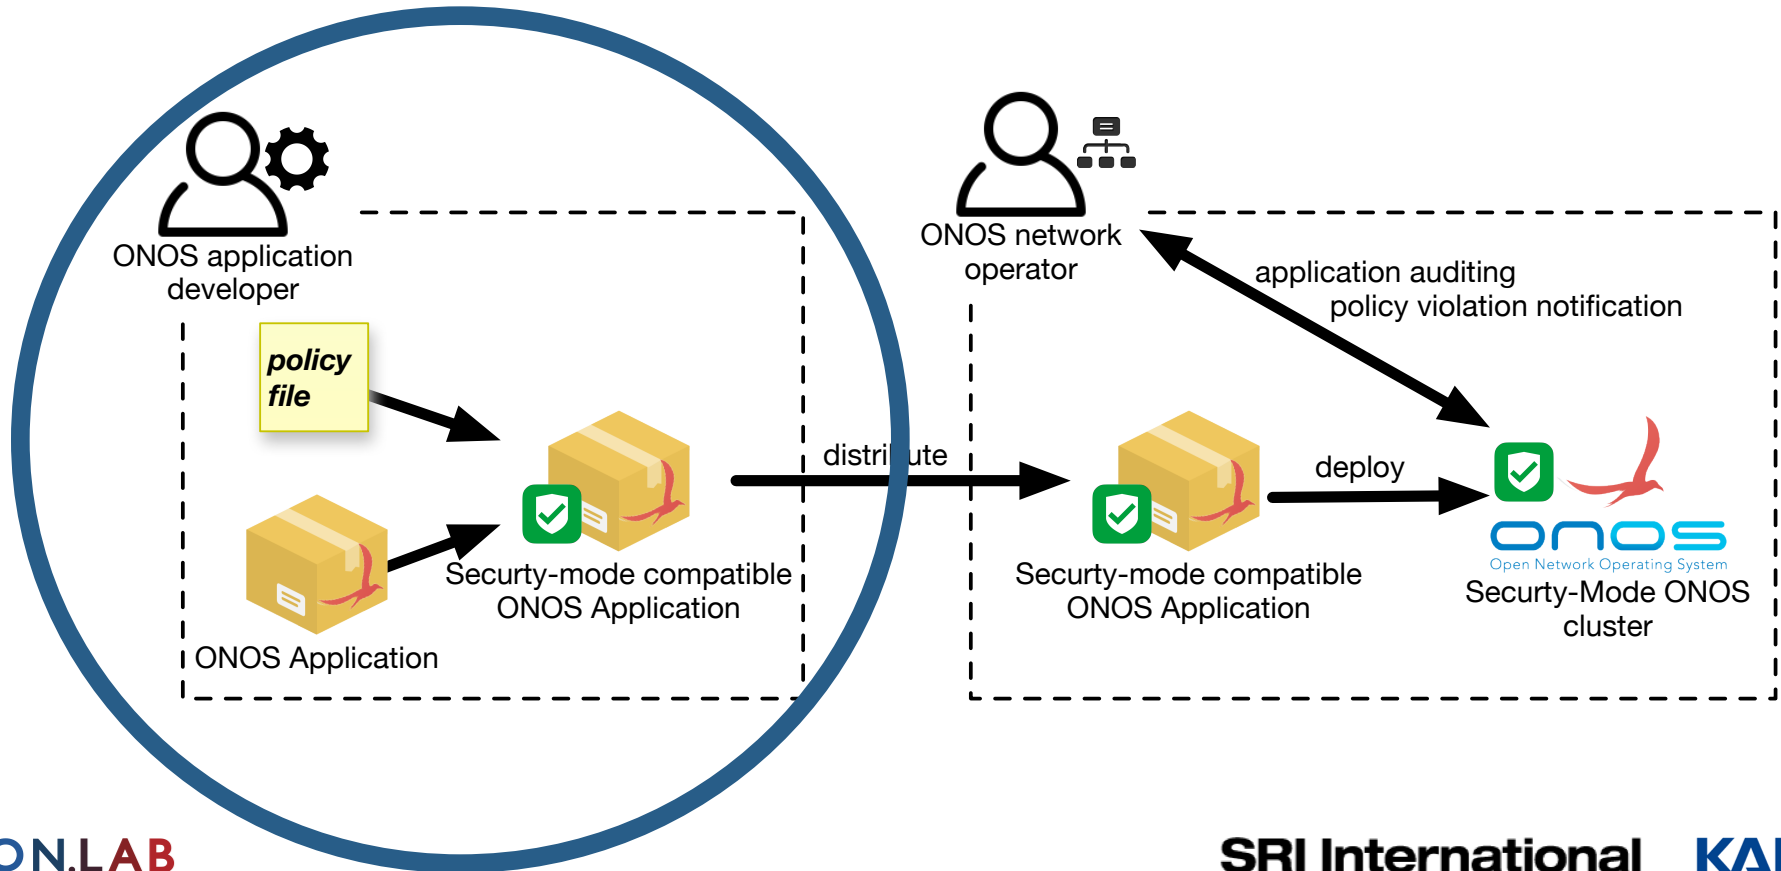 ONOS application
developer
policy
file
ONOS Application
Securty-mode compatible
ONOS Application
distribute
ONOS network
operator
application auditing
policy violation notification
Securty-mode compatible
ONOS Application
deploy
onos
Open Network Operating System
Securty-Mode ONOS
cluster
ON.LAB
SRI International